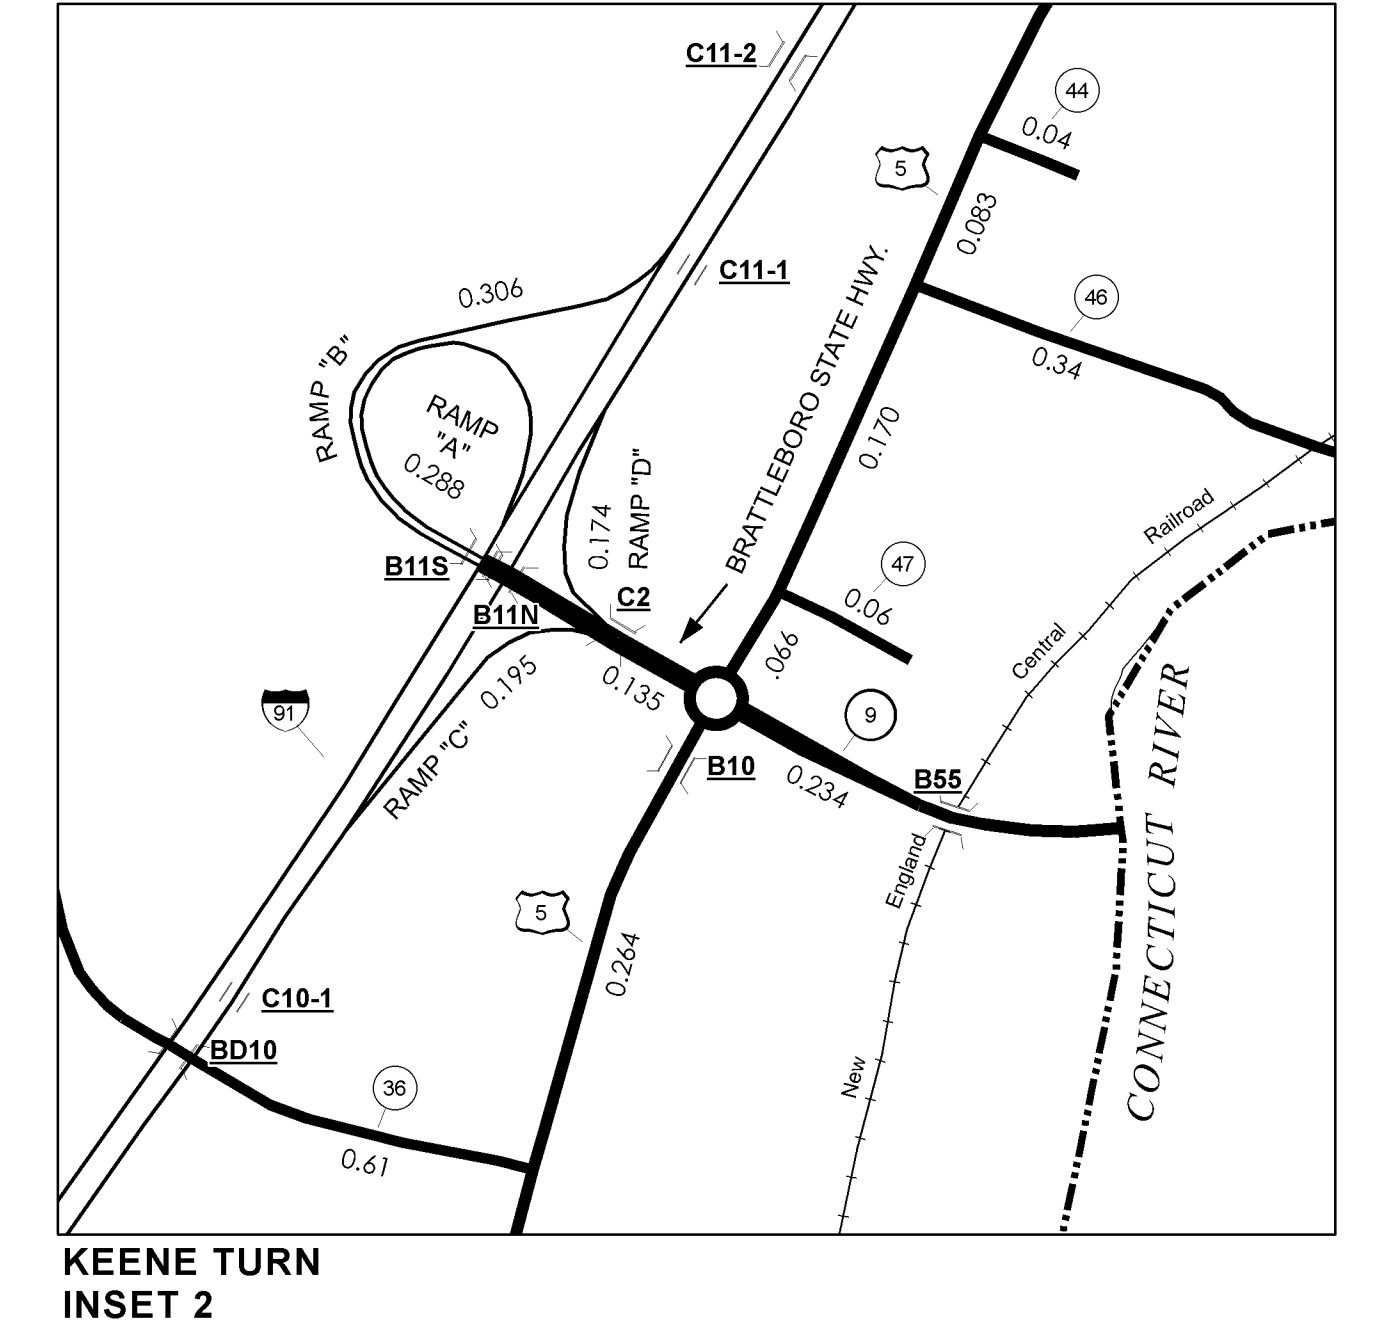 C11-2
44
0.04
5
0.083
C11-1
0.306
46
0.34
BRATTLEBORO STATE HWY.
RAMP "B"
RAMP
"A"
0.288
0.170
RAMP "D"
0.174
Railroad
B11S
47
0.06
C2
B11N
.066
Central
0.195
0.135
91
9
RAMP "C"
B10
0.234
B55
CONNECTICUT RIVER
England
5
0.264
C10-1
BD10
New
36
0.61
KEENE TURN
INSET 2